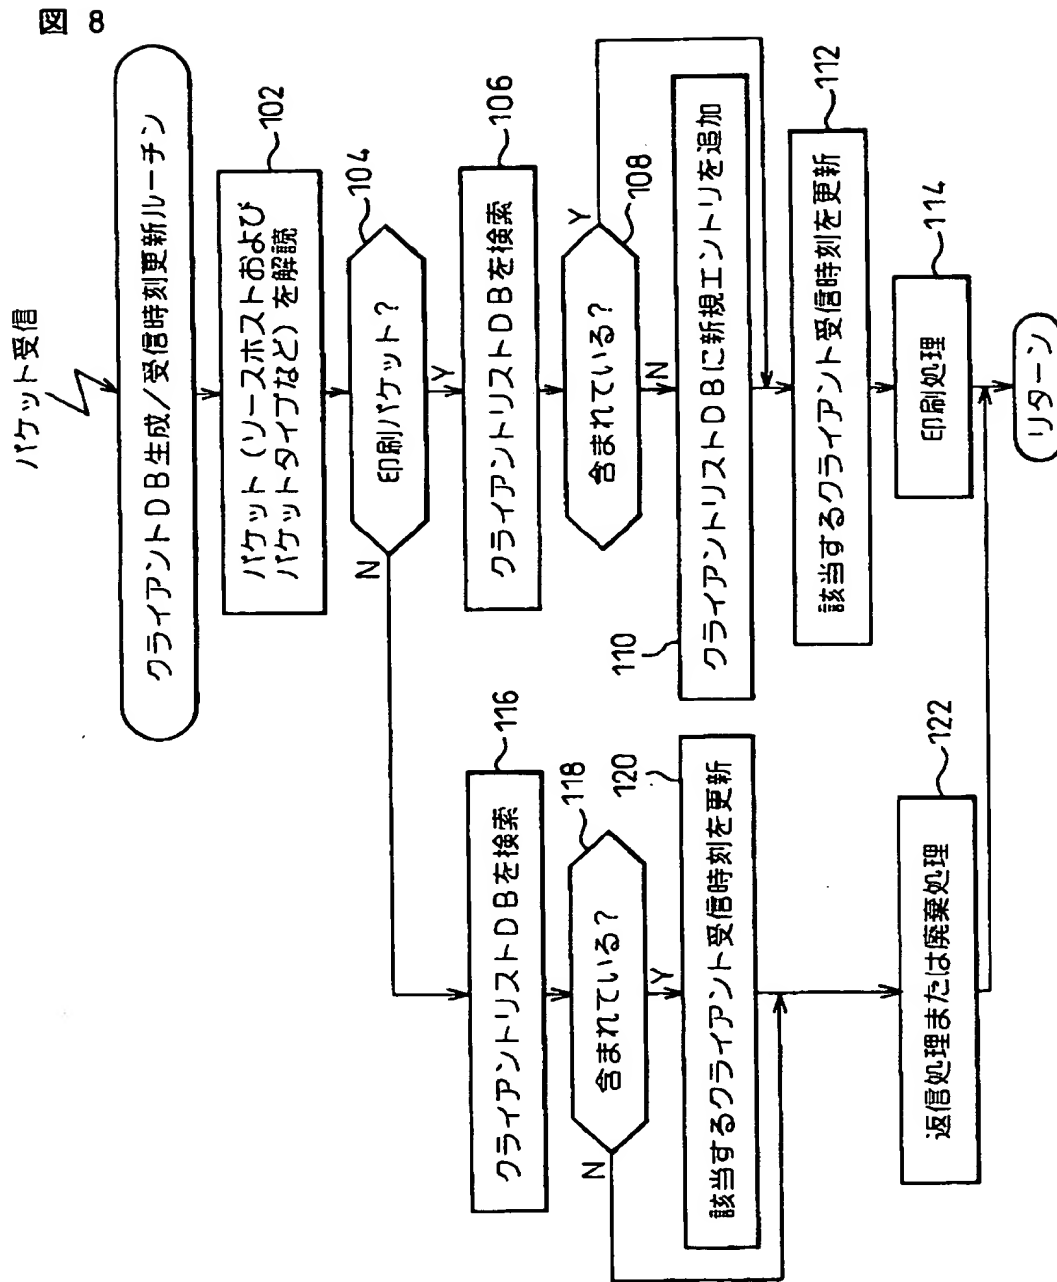 図 8
パケット受信
クライアントDB生成／受信時刻更新ルーチン
パケット（ソースホストおよび
パケットタイプなど）を解読
102
印刷パケット？
104
Y
N
クライアントリストDBを検索
106
含まれている？
108
Y
N
クライアントリストDBに新規エントリを追加
110
該当するクライアント受信時刻を更新
112
印刷処理
114
クライアントリストDBを検索
116
含まれている？
118
Y
N
該当するクライアント受信時刻を更新
120
返信処理または廃棄処理
122
リターン